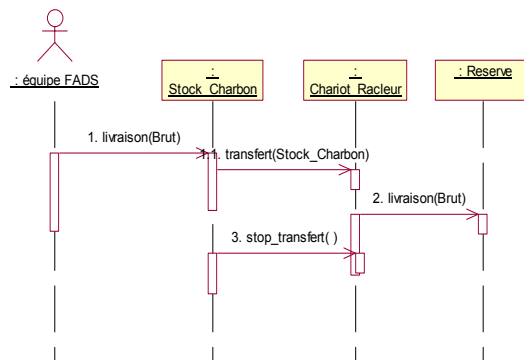 : équipe FADS
:
Stock_Charbon
:
Chariot_Racleur
: Reserve
1. livraison(Brut)
1.1. transfert(Stock_Charbon)
2. livraison(Brut)
3. stop_transfert( )